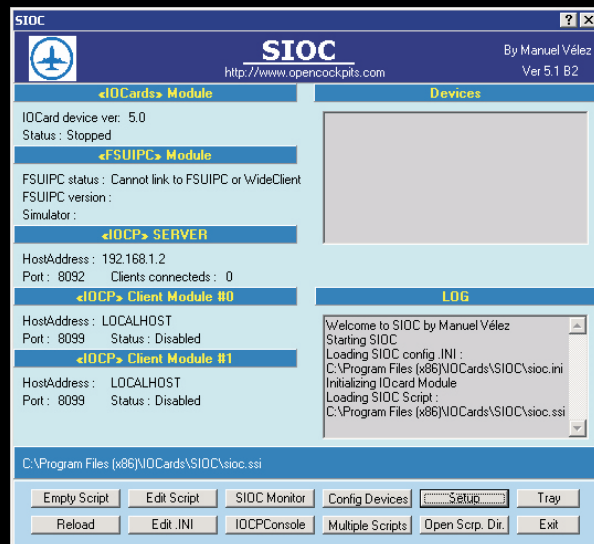 SIOC
SIOC
http://www.opencockpits.com
By Manuel Vélez
Ver 5.1 B2
«IOCards» Module
IOCard device ver: 5.0
Status : Stopped
«FSUIPC» Module
FSUIPC status : Cannot link to FSUIPC or WideClient
FSUIPC version :
Simulator :
«IOCP» SERVER
HostAddress : 192.168.1.2
Port : 8092 Clients connecteds : 0
«IOCP» Client Module #0
HostAddress : LOCALHOST
Port : 8099 Status : Disabled
«IOCP» Client Module #1
HostAddress : LOCALHOST
Port : 8099 Status : Disabled
Devices
LOG
Welcome to SIOC by Manuel Vélez
Starting SIOC
Loading SIOC config .INI :
C:\Program Files (x86)\IOCards\SIOC\sioc.ini
Initializing IOcard Module
Loading SIOC Script :
C:\Program Files (x86)\IOCards\SIOC\sioc.ssi
C:\Program Files (x86)\IOCards\SIOC\sioc.ssi
Empty Script Edit Script SIOC Monitor Config Devices Setup Tray
Reload Edit .INI IOCPConsole Multiple Scripts Open Scrp. Dir. Exit